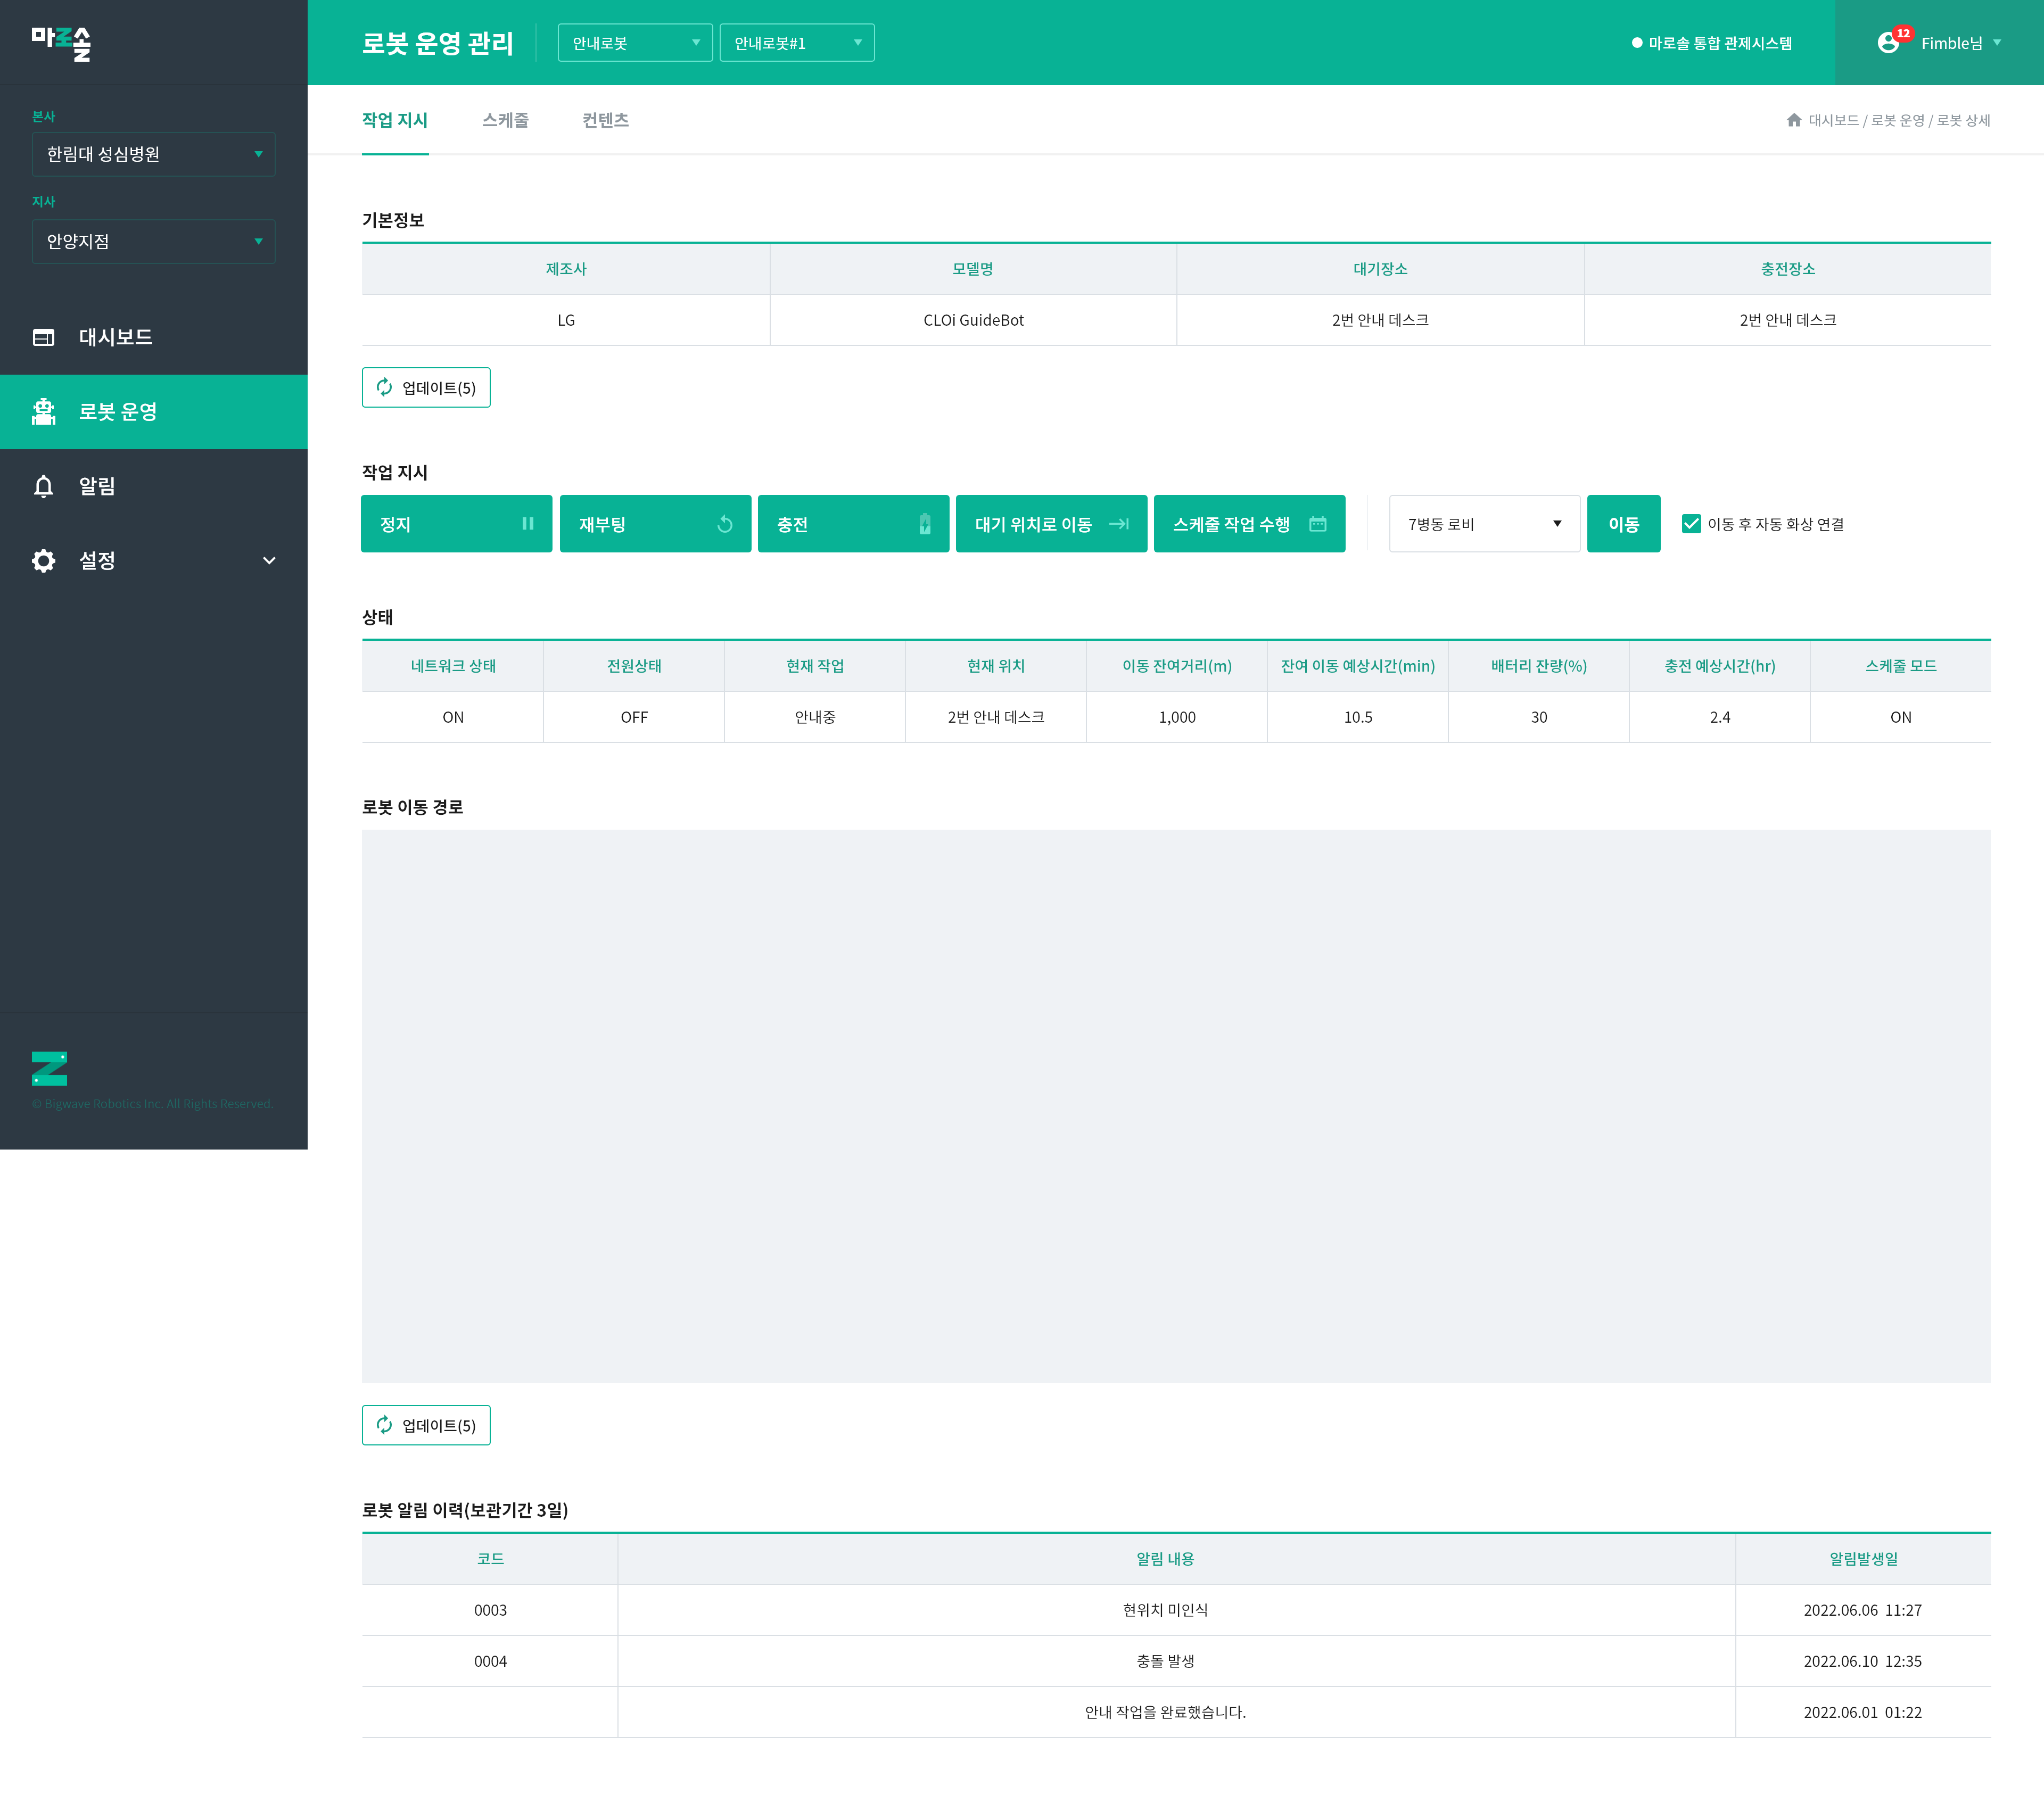 마로솔
로봇 운영 관리
안내로봇
안내로봇#1
마로솔 통합 관제시스템
12
Fimble님
본사
한림대 성심병원
지사
안양지점
대시보드
로봇 운영
알림
설정
© Bigwave Robotics Inc. All Rights Reserved.
작업 지시
스케줄
컨텐츠
대시보드 / 로봇 운영 / 로봇 상세
기본정보
제조사 모델명 대기장소 충전장소
LG CLOi GuideBot 2번 안내 데스크 2번 안내 데스크
업데이트(5)
작업 지시
정지 재부팅 충전 대기 위치로 이동 스케줄 작업 수행 7병동 로비 이동 이동 후 자동 화상 연결
상태
네트워크 상태 전원상태 현재 작업 현재 위치 이동 잔여거리(m) 잔여 이동 예상시간(min) 배터리 잔량(%) 충전 예상시간(hr) 스케줄 모드
ON OFF 안내중 2번 안내 데스크 1,000 10.5 30 2.4 ON
로봇 이동 경로
업데이트(5)
로봇 알림 이력(보관기간 3일)
코드 알림 내용 알림발생일
0003 현위치 미인식 2022.06.06 11:27
0004 충돌 발생 2022.06.10 12:35
안내 작업을 완료했습니다. 2022.06.01 01:22